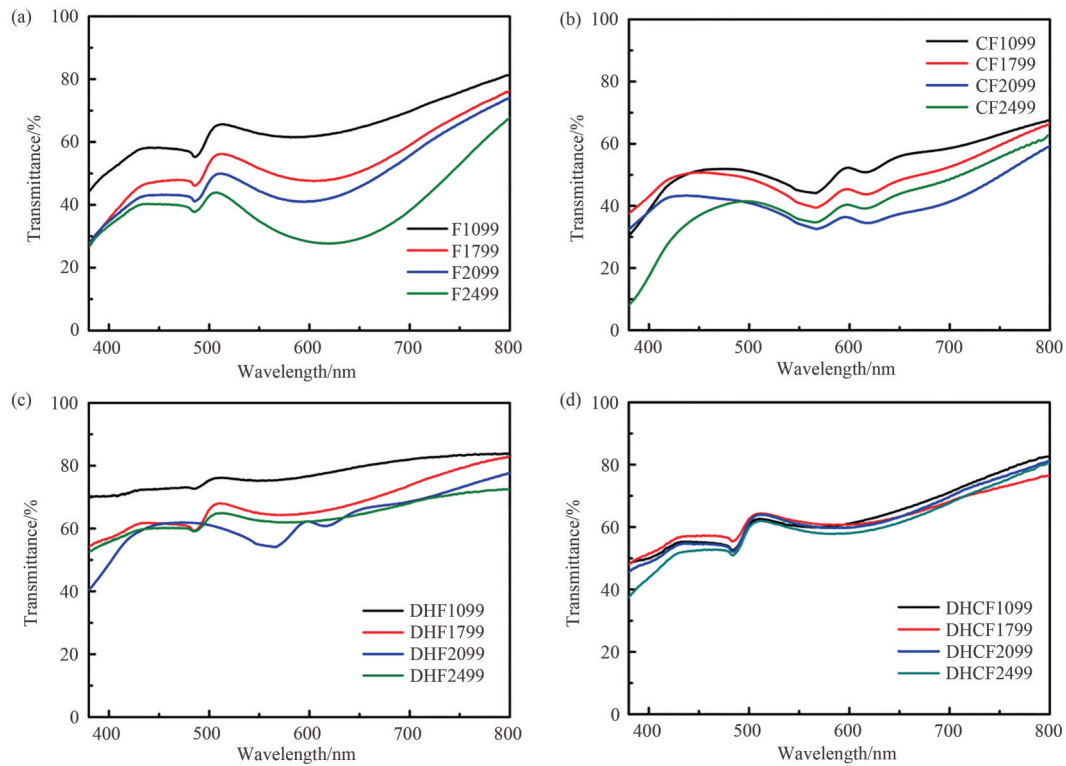 (a)
100
80
60
40
20
0
Transmittance/%
400
500
600
700
800
Wavelength/nm
F1099
F1799
F2099
F2499
(b)
100
80
60
40
20
0
Transmittance/%
400
500
600
700
800
Wavelength/nm
CF1099
CF1799
CF2099
CF2499
(c)
100
80
60
40
20
0
Transmittance/%
400
500
600
700
800
Wavelength/nm
DHF1099
DHF1799
DHF2099
DHF2499
(d)
100
80
60
40
20
0
Transmittance/%
400
500
600
700
800
Wavelength/nm
DHCF1099
DHCF1799
DHCF2099
DHCF2499